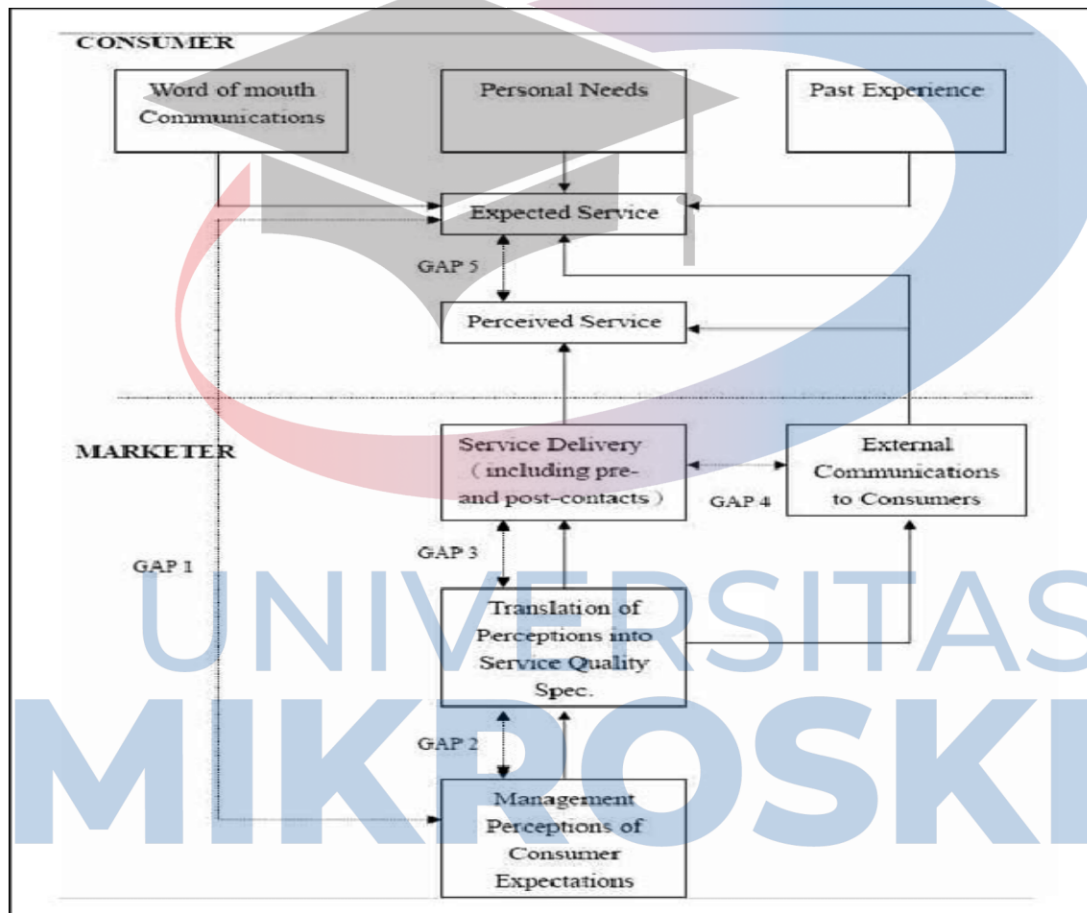 CONSUMER
Word of mouth
Communications
Personal Needs
Past Experience
Expected Service
GAP 5
Perceived Service
MARKETER
Service Delivery
( including pre-
and post-contacts )
External
Communications
to Consumers
GAP 4
GAP 3
GAP 1
Translation of
Perceptions into
Service Quality
Spec.
GAP 2
Management
Perceptions of
Consumer
Expectations
UNIVERSITAS
MIKROSKI